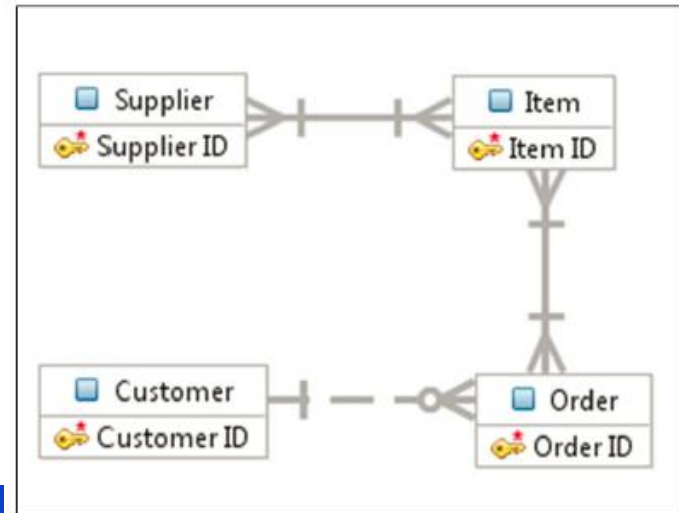 Supplier
Supplier ID
Item
Item ID
Customer
Customer ID
Order
Order ID